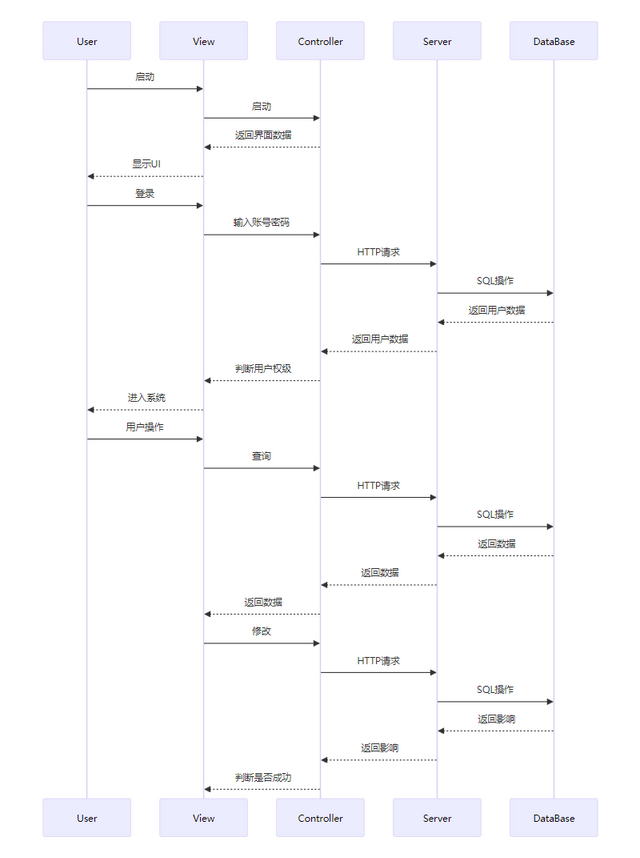 User
View
Controller
Server
DataBase
启动
启动
返回界面数据
显示UI
登录
输入账号密码
HTTP请求
SQL操作
返回用户数据
返回用户数据
判断用户权级
进入系统
用户操作
查询
HTTP请求
SQL操作
返回数据
返回数据
返回数据
修改
HTTP请求
SQL操作
返回影响
返回影响
判断是否成功
User
View
Controller
Server
DataBase